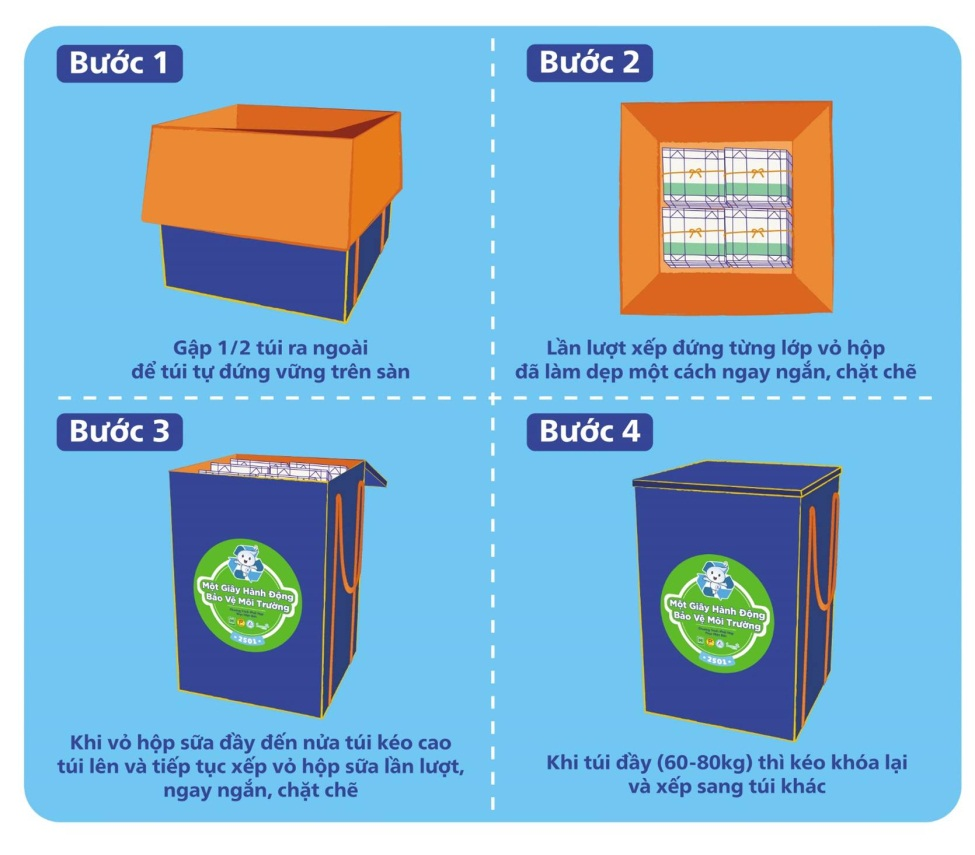 Bước 1
Gập 1/2 túi ra ngoài
để túi tự đứng vững trên sàn
Bước 2
Lần lượt xếp đứng từng lớp vỏ hộp
đã làm dẹp một cách ngay ngắn, chặt chẽ
Bước 3
Một Giây Hành Động
Bảo Vệ Môi Trường
Khi vỏ hộp sữa đầy đến nửa túi kéo cao
túi lên và tiếp tục xếp vỏ hộp sữa lần lượt,
ngay ngắn, chặt chẽ
Bước 4
Một Giây Hành Động
Bảo Vệ Môi Trường
Khi túi đầy (60-80kg) thì kéo khóa lại
và xếp sang túi khác